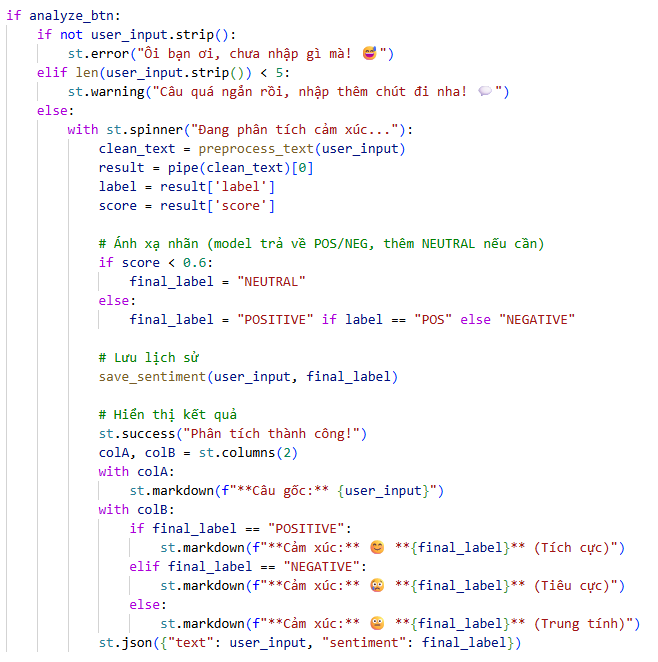 if analyze_btn:
    if not user_input.strip():
        st.error("Ôi bạn ơi, chưa nhập gì mà! 😅")
    elif len(user_input.strip()) < 5:
        st.warning("Câu quá ngắn rồi, nhập thêm chút đi nha! 💬")
    else:
        with st.spinner("Đang phân tích cảm xúc..."):
            clean_text = preprocess_text(user_input)
            result = pipe(clean_text)[0]
            label = result['label']
            score = result['score']

            # Ánh xạ nhãn (model trả về POS/NEG, thêm NEUTRAL nếu cần)
            if score < 0.6:
                final_label = "NEUTRAL"
            else:
                final_label = "POSITIVE" if label == "POS" else "NEGATIVE"

            # Lưu lịch sử
            save_sentiment(user_input, final_label)

            # Hiển thị kết quả
            st.success("Phân tích thành công!")
            colA, colB = st.columns(2)
            with colA:
                st.markdown(f"**Câu gốc:** {user_input}")
            with colB:
                if final_label == "POSITIVE":
                    st.markdown(f"**Cảm xúc:** 😊 **{final_label}** (Tích cực)")
                elif final_label == "NEGATIVE":
                    st.markdown(f"**Cảm xúc:** 😢 **{final_label}** (Tiêu cực)")
                else:
                    st.markdown(f"**Cảm xúc:** 😐 **{final_label}** (Trung tính)")
            st.json({"text": user_input, "sentiment": final_label})